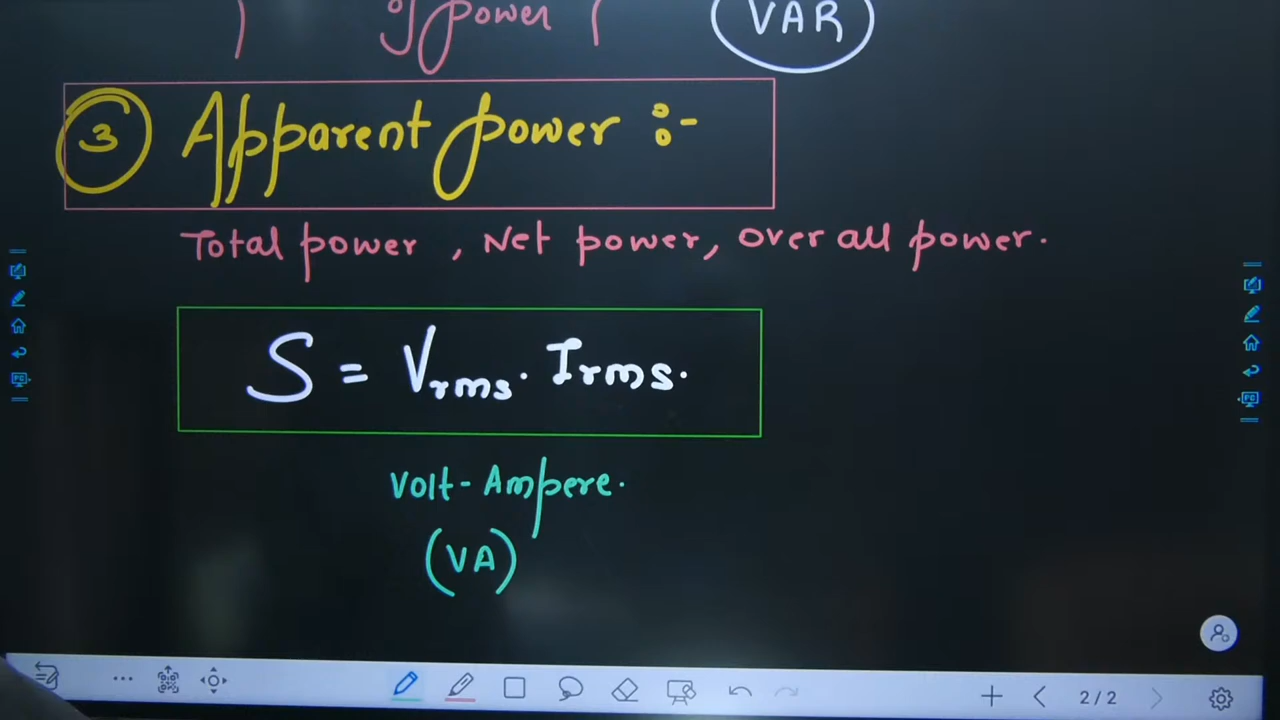 of power
VAR
3 Apparent power :-
Total power, Net power, over all power.
S = Vrms. Irms.
Volt-Ampere.
(VA)
2/2